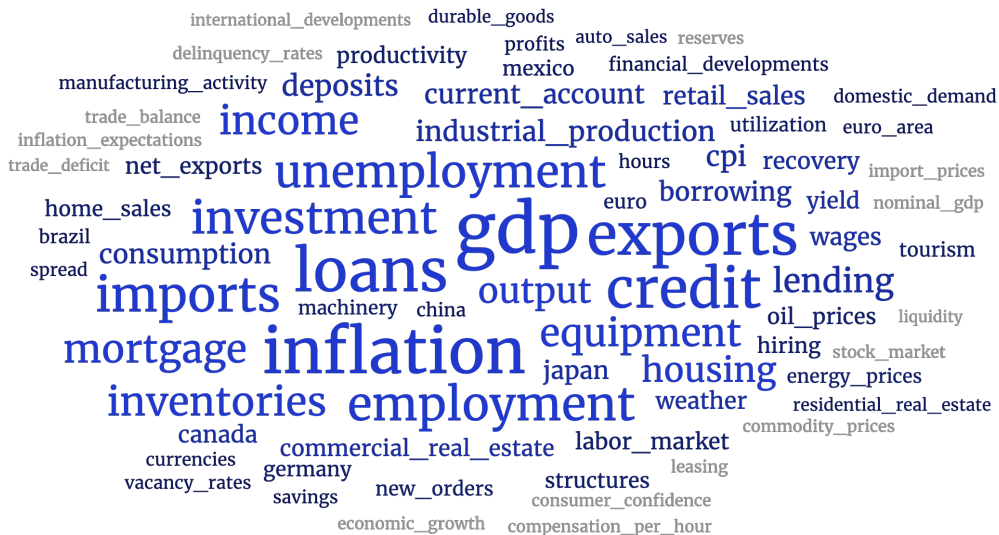 international_developments
durable_goods
delinquency_rates
productivity
profits
auto_sales
reserves
mexico
financial_developments
manufacturing_activity
deposits
current_account
retail_sales
domestic_demand
trade_balance
income
industrial_production
utilization
euro_area
inflation_expectations
trade_deficit
net_exports
unemployment
hours
cpi
recovery
import_prices
home_sales
investment
gdp
euro
borrowing
yield
nominal_gdp
brazil
consumption
exports
wages
tourism
spread
loans
imports
machinery
china
output
credit
lending
oil_prices
liquidity
mortgage
inflation
equipment
hiring
stock_market
japan
housing
energy_prices
inventories
employment
weather
residential_real_estate
commodity_prices
canada
commercial_real_estate
labor_market
currencies
germany
leasing
vacancy_rates
savings
new_orders
structures
consumer_confidence
economic_growth
compensation_per_hour